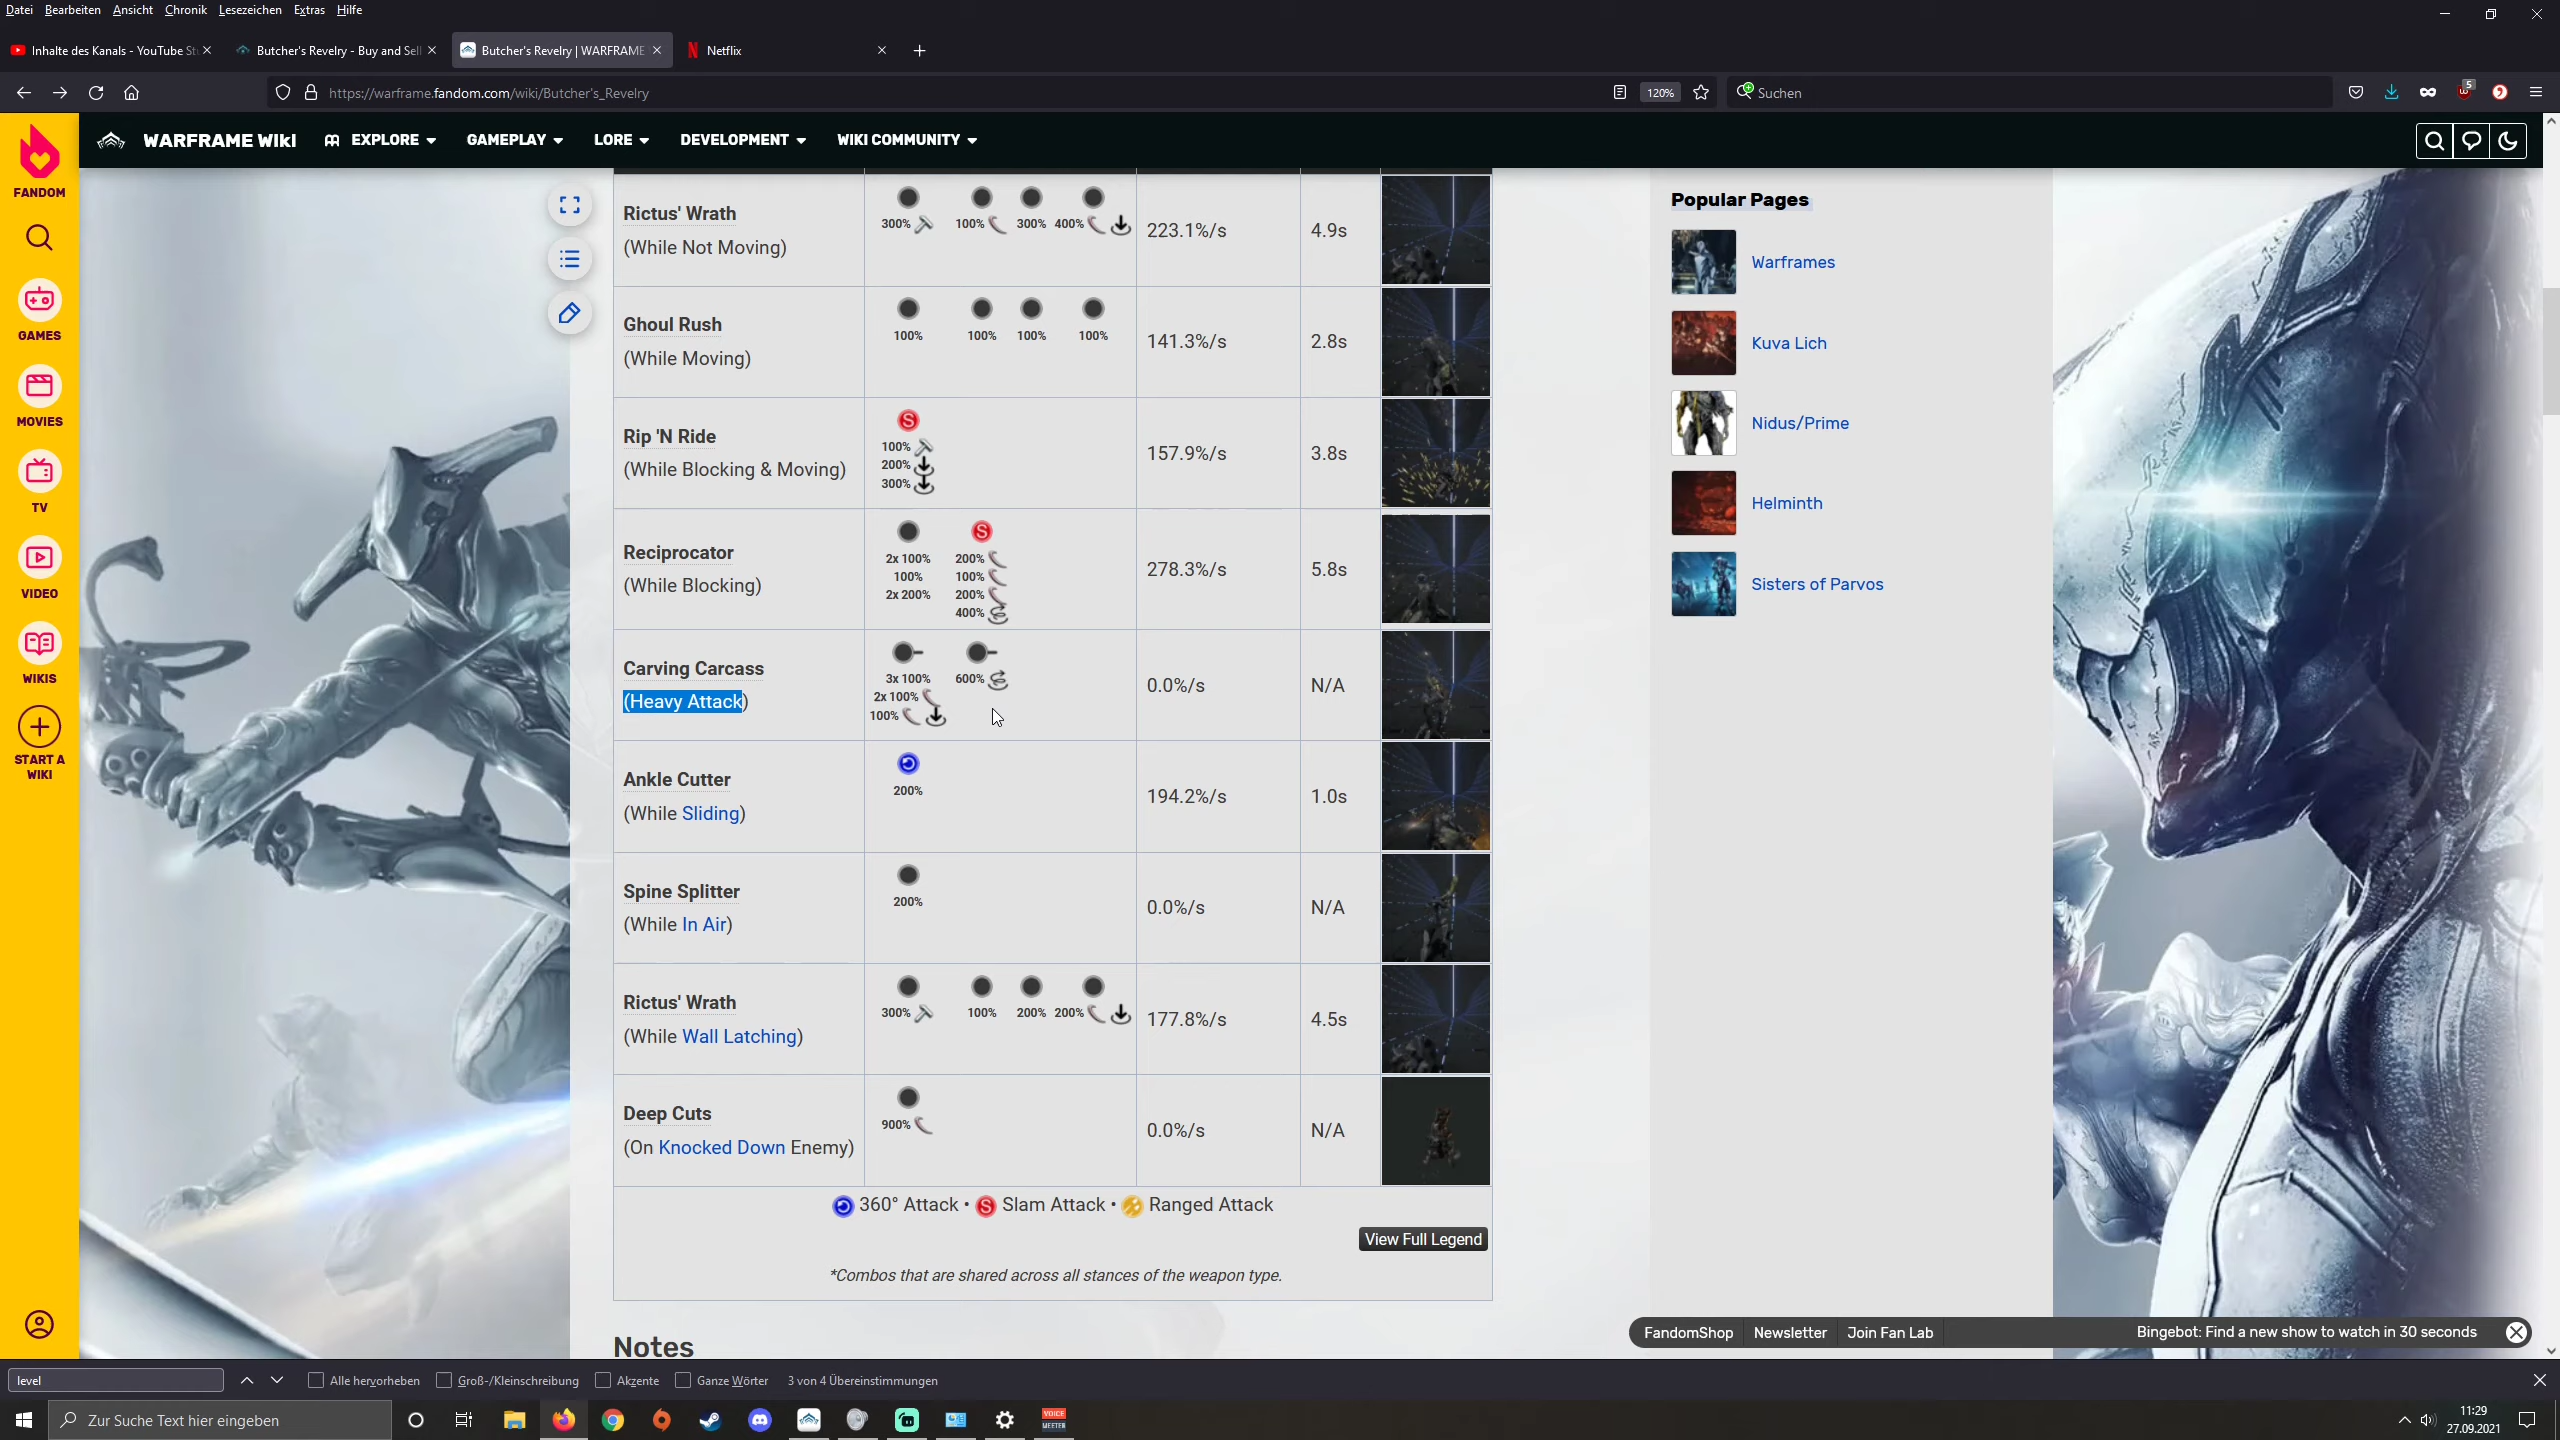 Datei Bearbeiten Ansicht Chronik Lesezeichen Extras Hilfe
Inhalte des Kanals - YouTube St
Butcher's Revelry - Buy and Sell
Butcher's Revelry | WARFRAME
Netflix
https://warframe.fandom.com/wiki/Butcher's_Revelry
120%
Suchen
5
FANDOM
WARFRAME Wiki
EXPLORE
GAMEPLAY
LORE
DEVELOPMENT
WIKI COMMUNITY
GAMES
MOVIES
TV
VIDEO
WIKIS
START A
WIKI
Rictus' Wrath
(While Not Moving)
300% 100% 300% 400%
223.1%/s
4.9s
Ghoul Rush
(While Moving)
100% 100% 100% 100%
141.3%/s
2.8s
Rip 'N Ride
(While Blocking & Moving)
S
100%
200%
300%
157.9%/s
3.8s
Reciprocator
(While Blocking)
S
2x 100% 200%
100% 100%
2x 200% 200%
400%
278.3%/s
5.8s
Carving Carcass
(Heavy Attack)
3x 100% 600%
2x 100%
100%
0.0%/s
N/A
Ankle Cutter
(While Sliding)
200%
194.2%/s
1.0s
Spine Splitter
(While In Air)
200%
0.0%/s
N/A
Rictus' Wrath
(While Wall Latching)
300% 100% 200% 200%
177.8%/s
4.5s
Deep Cuts
(On Knocked Down Enemy)
900%
0.0%/s
N/A
360° Attack • S Slam Attack • Ranged Attack
View Full Legend
*Combos that are shared across all stances of the weapon type.
Notes
Popular Pages
Warframes
Kuva Lich
Nidus/Prime
Helminth
Sisters of Parvos
FandomShop Newsletter Join Fan Lab
Bingebot: Find a new show to watch in 30 seconds
level
Alle hervorheben
Groß-/Kleinschreibung
Akzente
Ganze Wörter
3 von 4 Übereinstimmungen
Zur Suche Text hier eingeben
VOICE
MEETER
11:29
27.09.2021